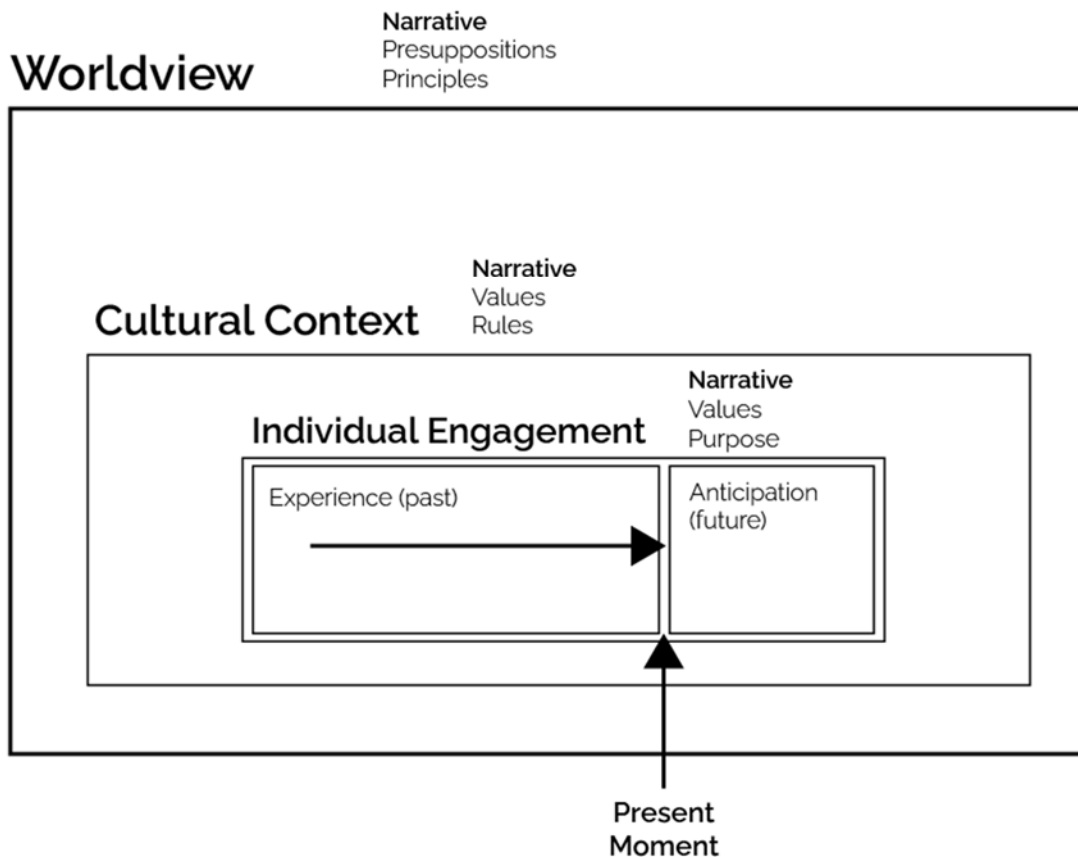 Narrative
Presuppositions
Principles
Worldview
Narrative
Values
Rules
Cultural Context
Narrative
Values
Purpose
Individual Engagement
Experience (past)
Anticipation
(future)
Present
Moment